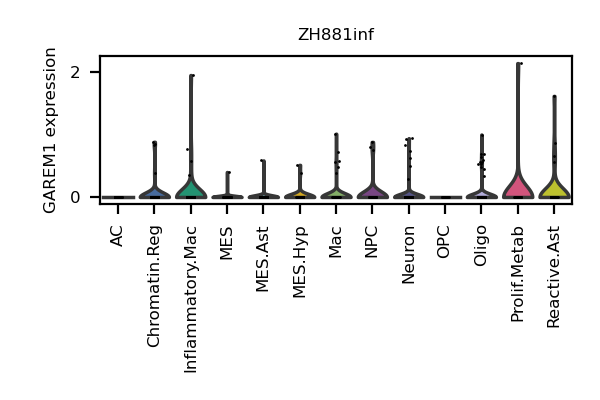 ZH881inf
GAREM1 expression
2
0
AC
Chromatin.Reg
Inflammatory.Mac
MES
MES.Ast
MES.Hyp
Mac
NPC
Neuron
OPC
Oligo
Prolif.Metab
Reactive.Ast